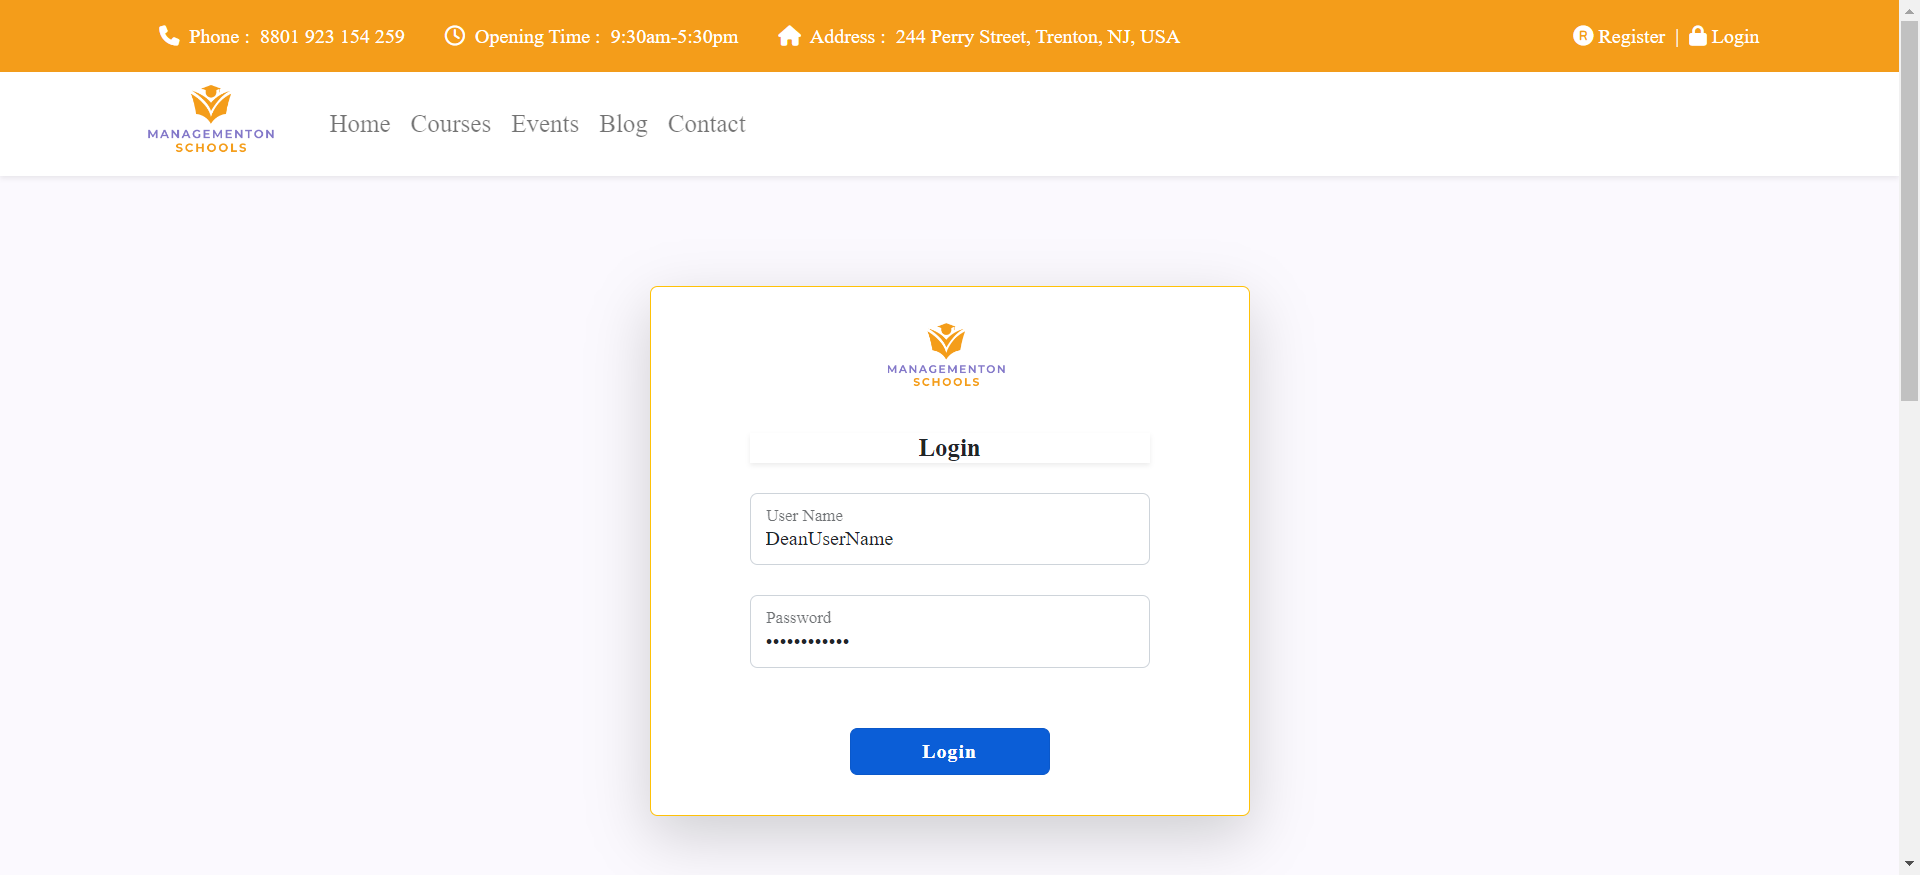 Phone : 8801 923 154 259 Opening Time : 9:30am-5:30pm Address : 244 Perry Street, Trenton, NJ, USA R Register | Login
MANAGEMENTON
SCHOOLS
Home Courses Events Blog Contact
MANAGEMENTON
SCHOOLS
Login
User Name
DeanUserName
Password
••••••••••••
Login